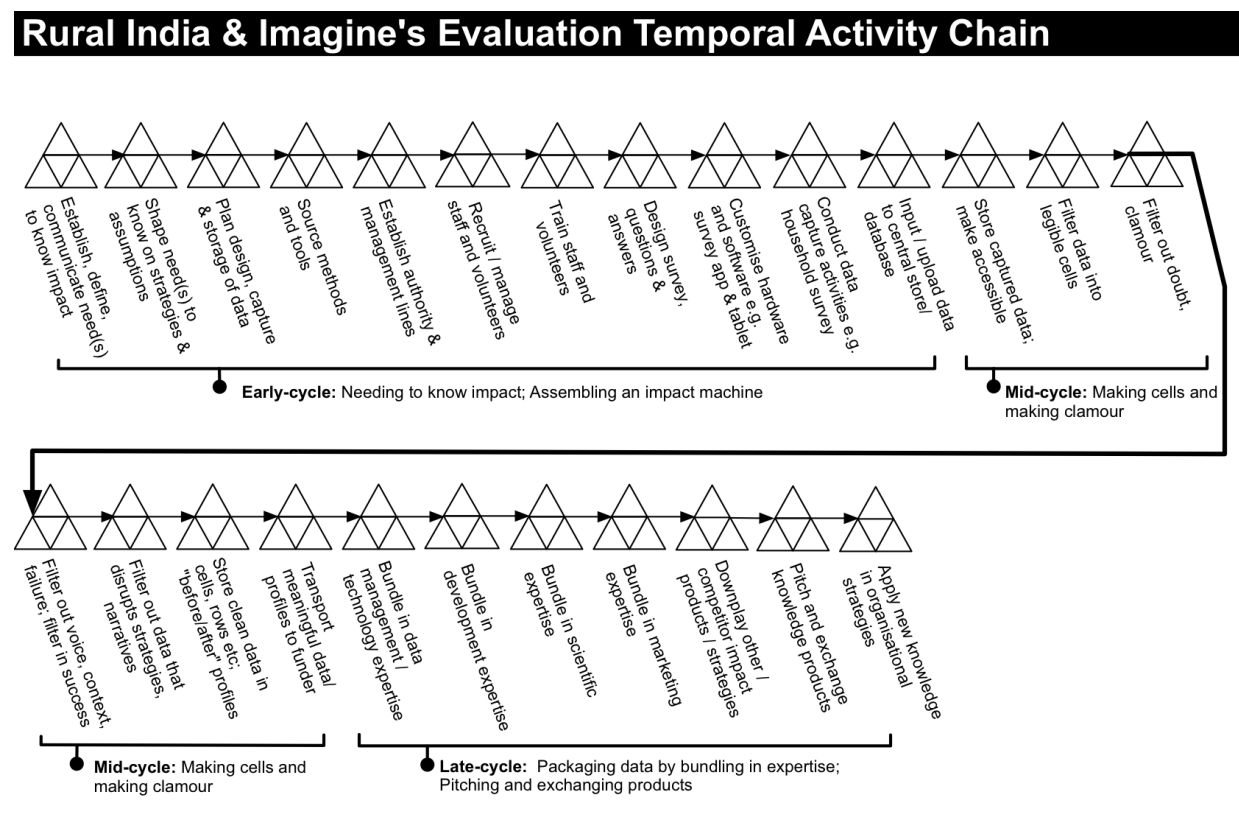 Rural India & Imagine's Evaluation Temporal Activity Chain
Establish, define,
communicate need(s)
to know impact
Shape need(s) to
know on strategies &
assumptions
Plan design, capture
& storage of data
Source methods
and tools
Establish authority &
management lines
Recruit / manage
staff and volunteers
Train staff and
volunteers
Design survey,
questions &
answers
Customise hardware
and software e.g.
survey app & tablet
Conduct data
capture activities e.g.
household survey
Input / upload data
to central store/
database
Store captured data;
make accessible
Filter data into
legible cells
Filter out doubt,
clamour
Early-cycle: Needing to know impact; Assembling an impact machine
Mid-cycle: Making cells and
making clamour
Filter out voice, context,
failure; filter in success
Filter out data that
disrupts strategies,
narratives
Store clean data in
cells, rows etc;
"before/after" profiles
Transport
meaningful data/
profiles to funder
Bundle in data
management /
technology expertise
Bundle in
development expertise
Bundle in scientific
expertise
Bundle in marketing
expertise
Downplay other /
competitor impact
products / strategies
Pitch and exchange
knowledge products
Apply new knowledge
in organisational
strategies
Mid-cycle: Making cells and
making clamour
Late-cycle: Packaging data by bundling in expertise;
Pitching and exchanging products